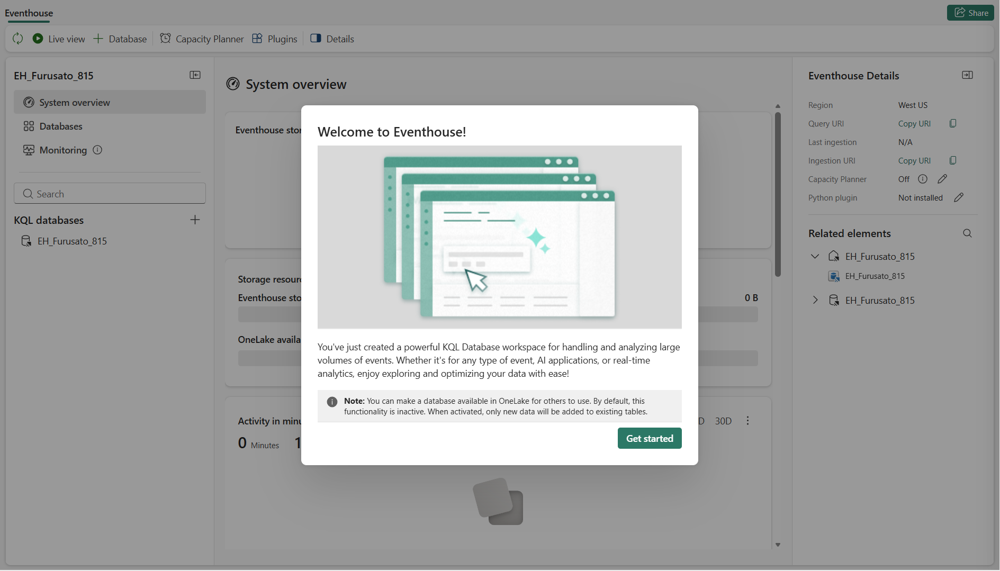 Eventhouse
Share
Live view
Database
Capacity Planner
Plugins
Details
EH_Furusato_815
System overview
Databases
Monitoring
Search
KQL databases
EH_Furusato_815
System overview
Eventhouse
Storage
Eventhouse
0 B
OneLake
Activity in
D
30D
0 Minutes
1
Welcome to Eventhouse!
You've just created a powerful KQL Database workspace for handling and analyzing large
volumes of events. Whether it's for any type of event, AI applications, or real-time
analytics, enjoy exploring and optimizing your data with ease!
Note: You can make a database available in OneLake for others to use. By default, this
functionality is inactive. When activated, only new data will be added to existing tables.
Get started
Eventhouse Details
Region West US
Query URI Copy URI
Last ingestion N/A
Ingestion URI Copy URI
Capacity Planner Off
Python plugin Not installed
Related elements
EH_Furusato_815
EH_Furusato_815
EH_Furusato_815